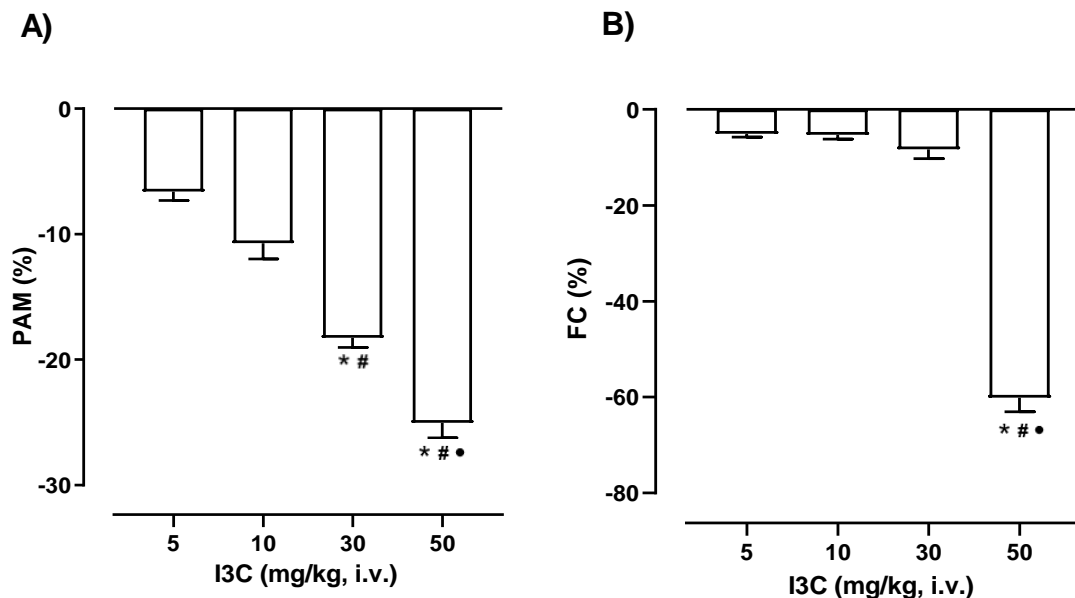 A)
PAM (%)
0
-10
-20
-30
* #
* # •
5 10 30 50
I3C (mg/kg, i.v.)
B)
FC (%)
0
-20
-40
-60
-80
* # •
5 10 30 50
I3C (mg/kg, i.v.)